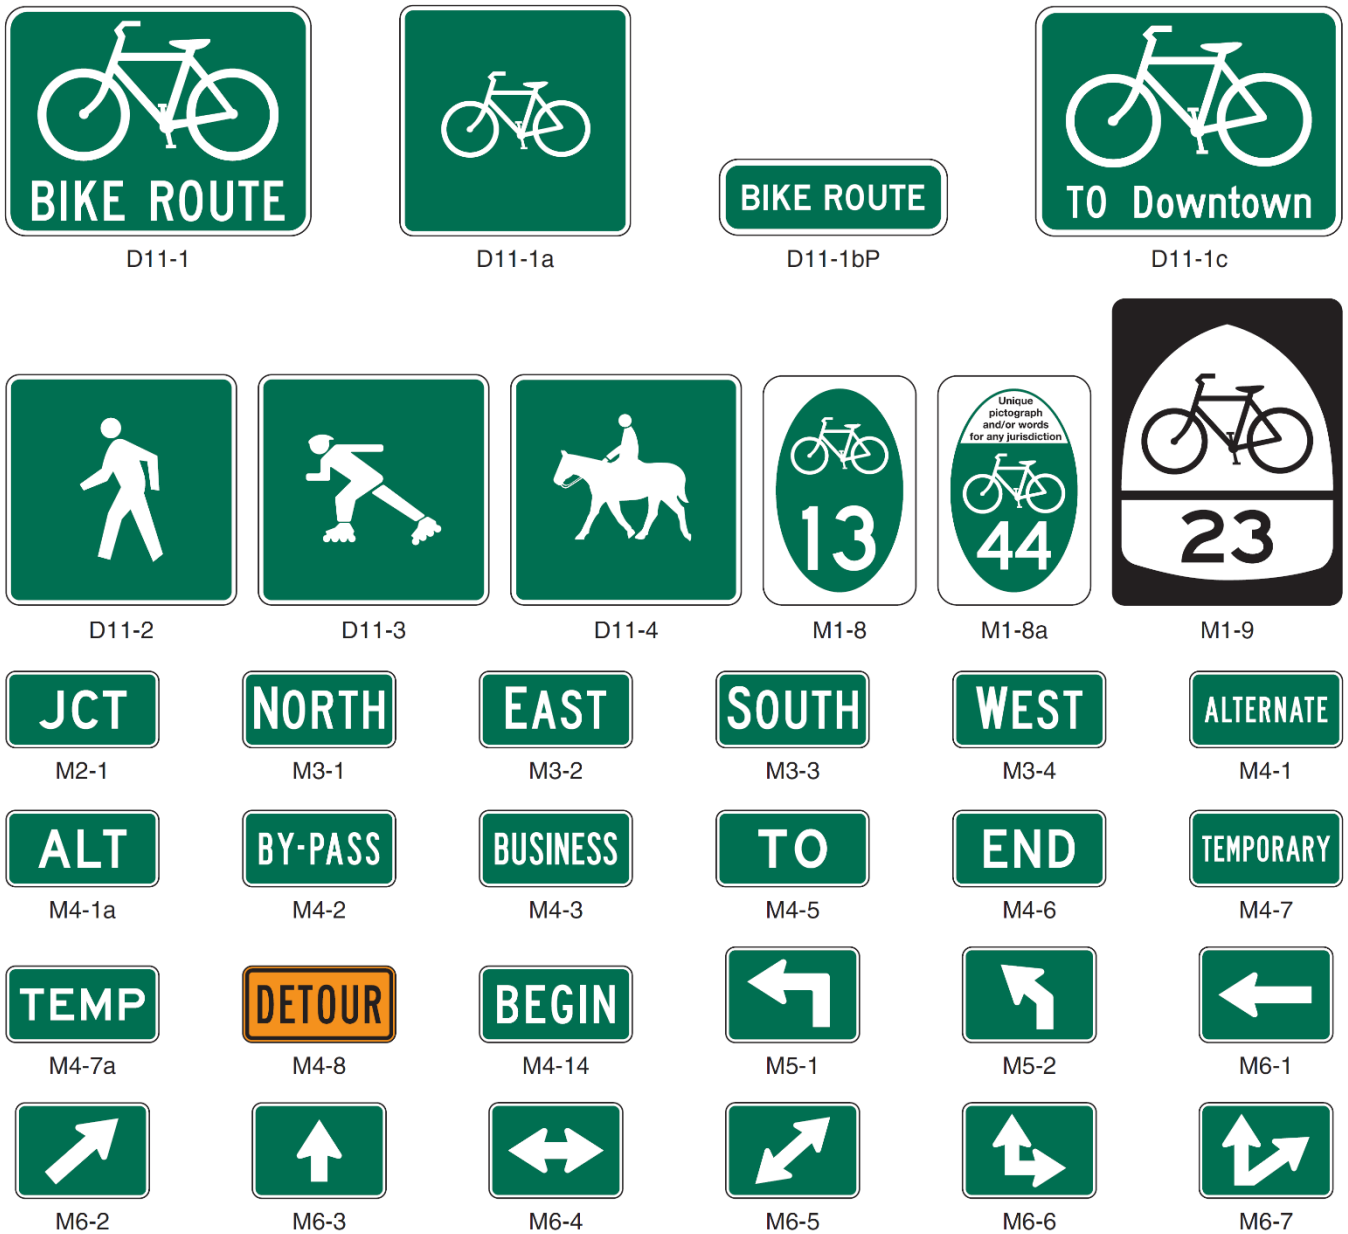 BIKE ROUTE
D11-1
D11-1a
BIKE ROUTE
D11-1bP
TO Downtown
D11-1c
D11-2
D11-3
D11-4
13
M1-8
Unique
pictograph
and/or words
for any jurisdiction
44
M1-8a
23
M1-9
JCT
M2-1
NORTH
M3-1
EAST
M3-2
SOUTH
M3-3
WEST
M3-4
ALTERNATE
M4-1
ALT
M4-1a
BY-PASS
M4-2
BUSINESS
M4-3
TO
M4-5
END
M4-6
TEMPORARY
M4-7
TEMP
M4-7a
DETOUR
M4-8
BEGIN
M4-14
M5-1
M5-2
M6-1
M6-2
M6-3
M6-4
M6-5
M6-6
M6-7